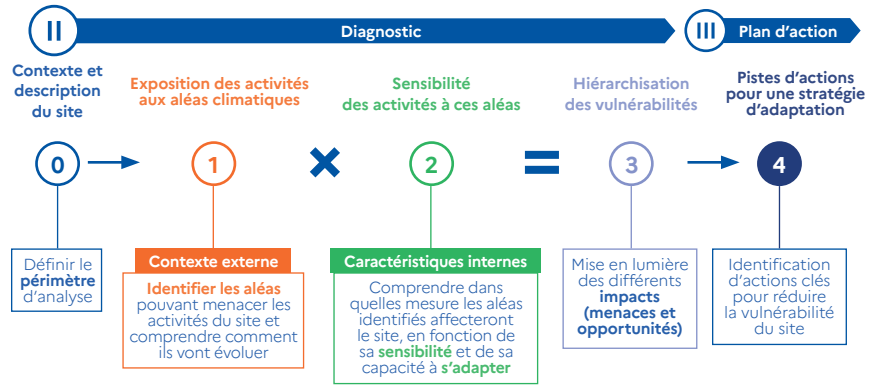 II
Diagnostic
III
Plan d’action
Contexte et
description
du site
Exposition des activités
aux aléas climatiques
Sensibilité
des activités à ces aléas
Hiérarchisation
des vulnérabilités
Pistes d’actions
pour une stratégie
d’adaptation
0
1
×
2
=
3
4
Définir le
périmètre
d’analyse
Contexte externe
Identifier les aléas
pouvant menacer les
activités du site et
comprendre comment
ils vont évoluer
Caractéristiques internes
Comprendre dans
quelles mesure les aléas
identifiés affecteront
le site, en fonction de
sa sensibilité et de sa
capacité à s’adapter
Mise en lumière
des différents
impacts
(menaces et
opportunités)
Identification
d’actions clés
pour réduire
la vulnérabilité
du site